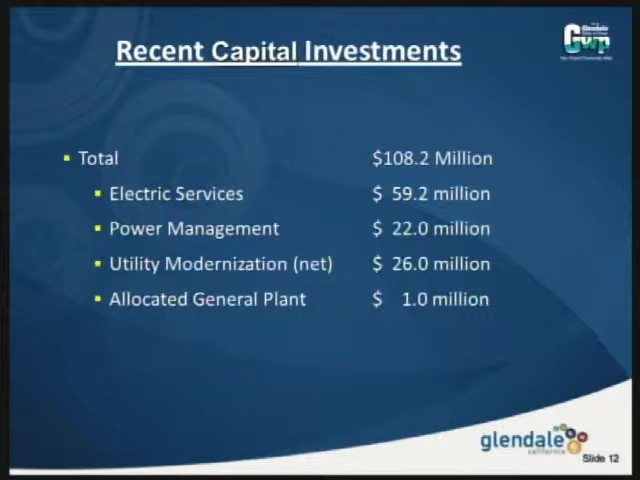 Recent Capital Investments
Glendale
GWP
Total $108.2 Million
Electric Services $ 59.2 million
Power Management $ 22.0 million
Utility Modernization (net) $ 26.0 million
Allocated General Plant $ 1.0 million
glendale
california
Slide 12